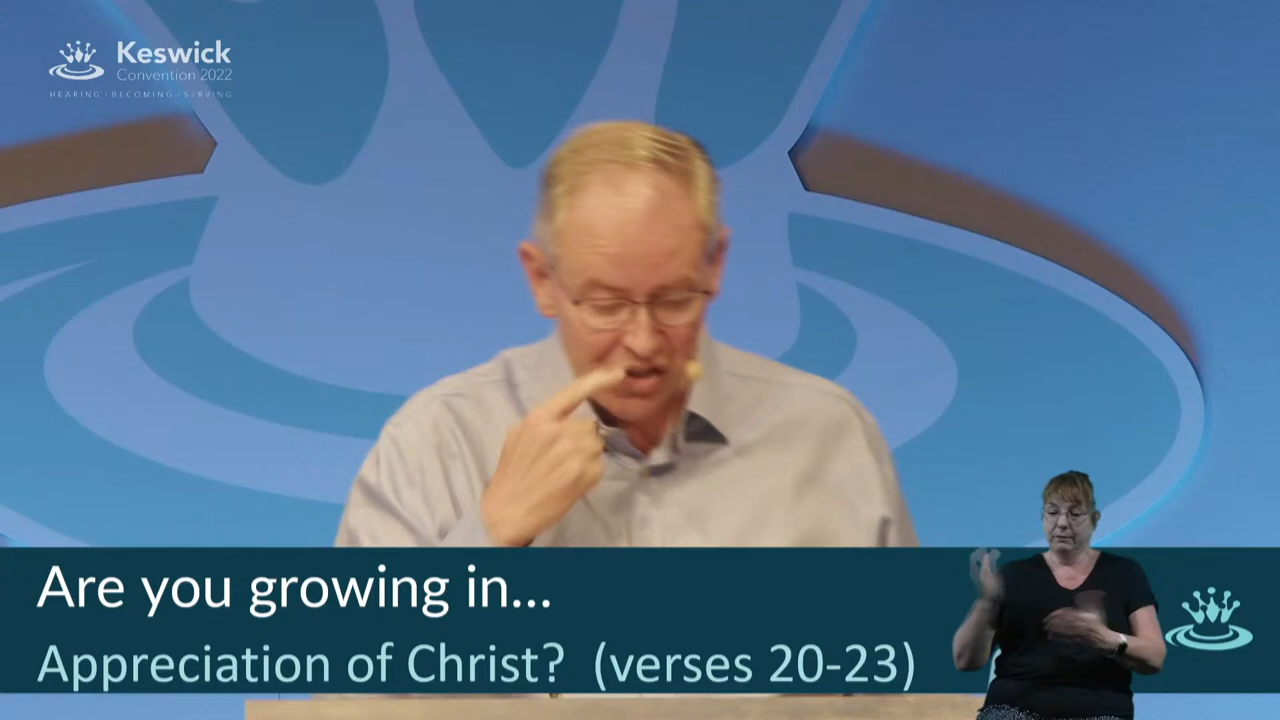 Keswick
Convention 2022
HEARING · BECOMING · SERVING
Are you growing in...
Appreciation of Christ? (verses 20-23)